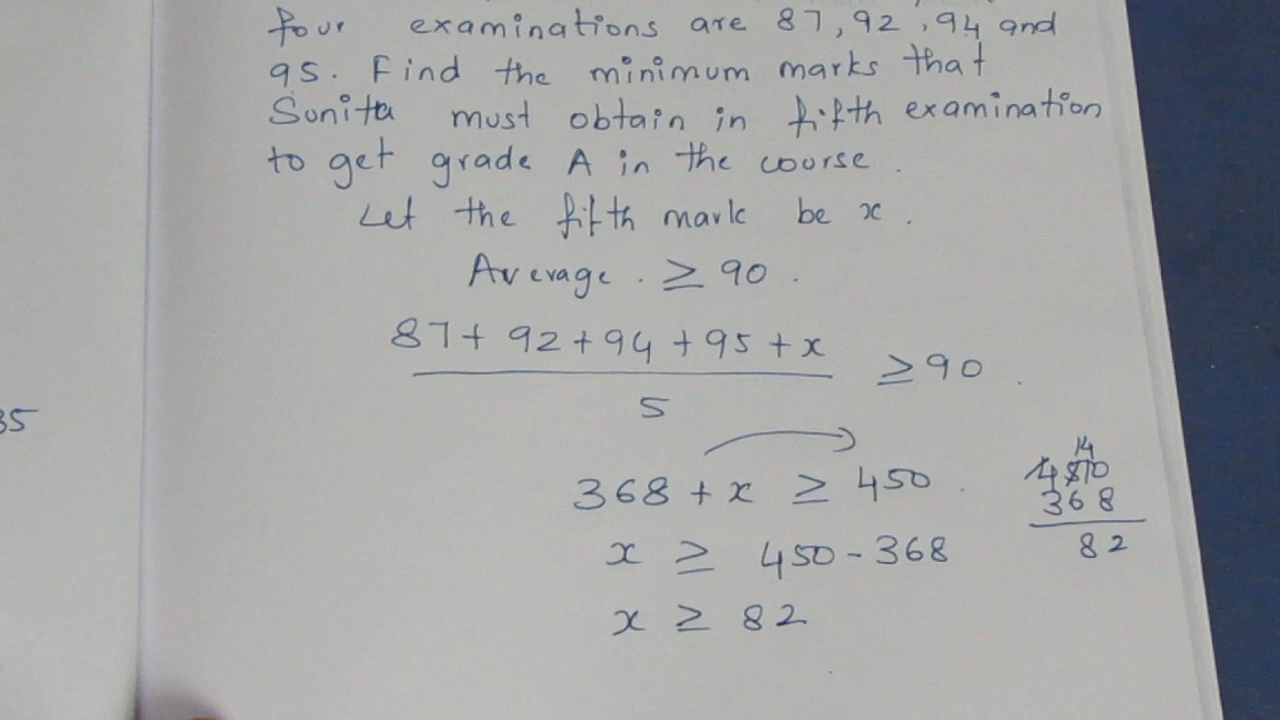 four examinations are 87, 92, 94 and
95. Find the minimum marks that
Sunita must obtain in fifth examination
to get grade A in the course.
Let the fifth mark be x.
Average ≥ 90.
87 + 92 + 94 + 95 + x
≥ 90.
5
368 + x ≥ 450.
x ≥ 450 - 368
x ≥ 82
14
450
368
82
35